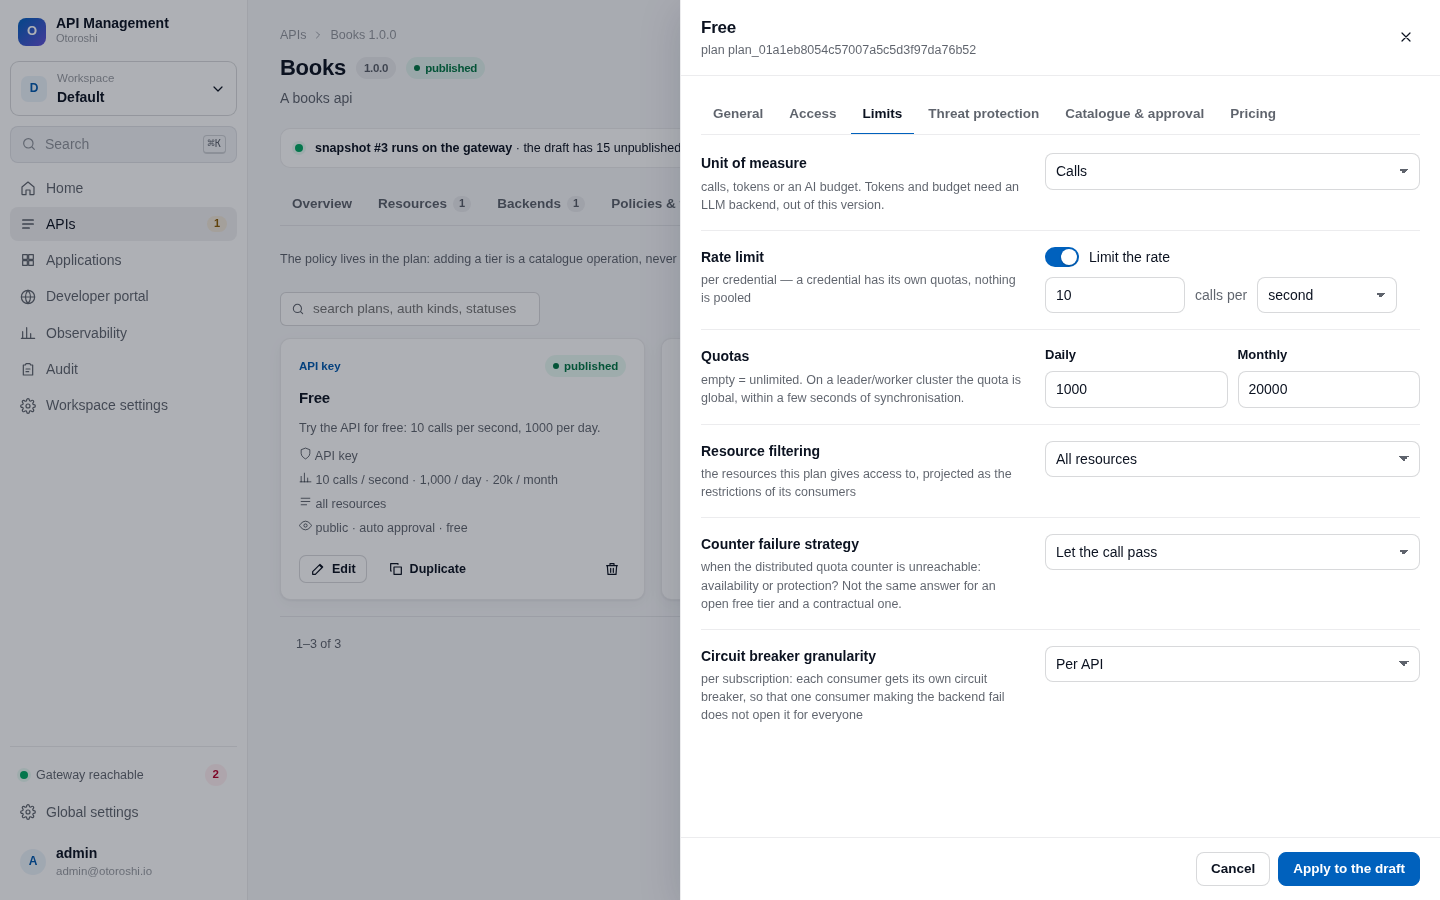 O
API Management
Otoroshi
D
Workspace
Default
Search
⌘K
Home
APIs
1
Applications
Developer portal
Observability
Audit
Workspace settings
Gateway reachable
2
Global settings
A
admin
admin@otoroshi.io
APIs
Books 1.0.0
Books
1.0.0
published
A books api
snapshot #3 runs on the gateway · the draft has 15 unpublished
Overview
Resources
1
Backends
1
Policies &
The policy lives in the plan: adding a tier is a catalogue operation, never
search plans, auth kinds, statuses
API key
published
Free
Try the API for free: 10 calls per second, 1000 per day.
API key
10 calls / second · 1,000 / day · 20k / month
all resources
public · auto approval · free
Edit
Duplicate
1–3 of 3
Free
plan plan_01a1eb8054c57007a5c5d3f97da76b52
General
Access
Limits
Threat protection
Catalogue & approval
Pricing
Unit of measure
calls, tokens or an AI budget. Tokens and budget need an
LLM backend, out of this version.
Calls
Rate limit
per credential — a credential has its own quotas, nothing
is pooled
Limit the rate
10
calls per
second
Quotas
empty = unlimited. On a leader/worker cluster the quota is
global, within a few seconds of synchronisation.
Daily
Monthly
1000
20000
Resource filtering
the resources this plan gives access to, projected as the
restrictions of its consumers
All resources
Counter failure strategy
when the distributed quota counter is unreachable:
availability or protection? Not the same answer for an
open free tier and a contractual one.
Let the call pass
Circuit breaker granularity
per subscription: each consumer gets its own circuit
breaker, so that one consumer making the backend fail
does not open it for everyone
Per API
Cancel
Apply to the draft